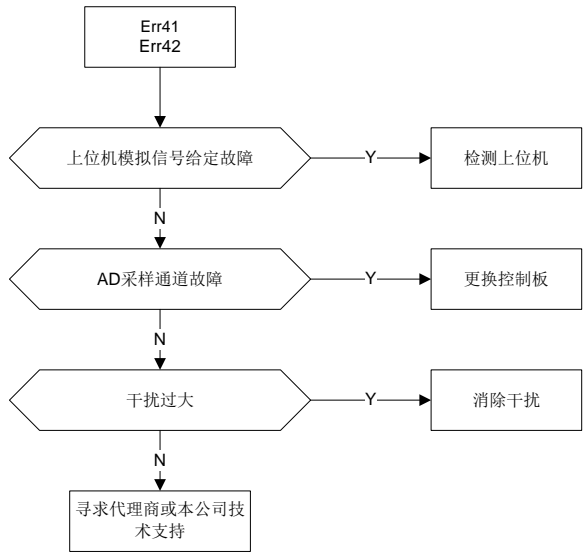 Err41
Err42
上位机模拟信号给定故障
Y
检测上位机
N
AD采样通道故障
Y
更换控制板
N
干扰过大
Y
消除干扰
N
寻求代理商或本公司技
术支持